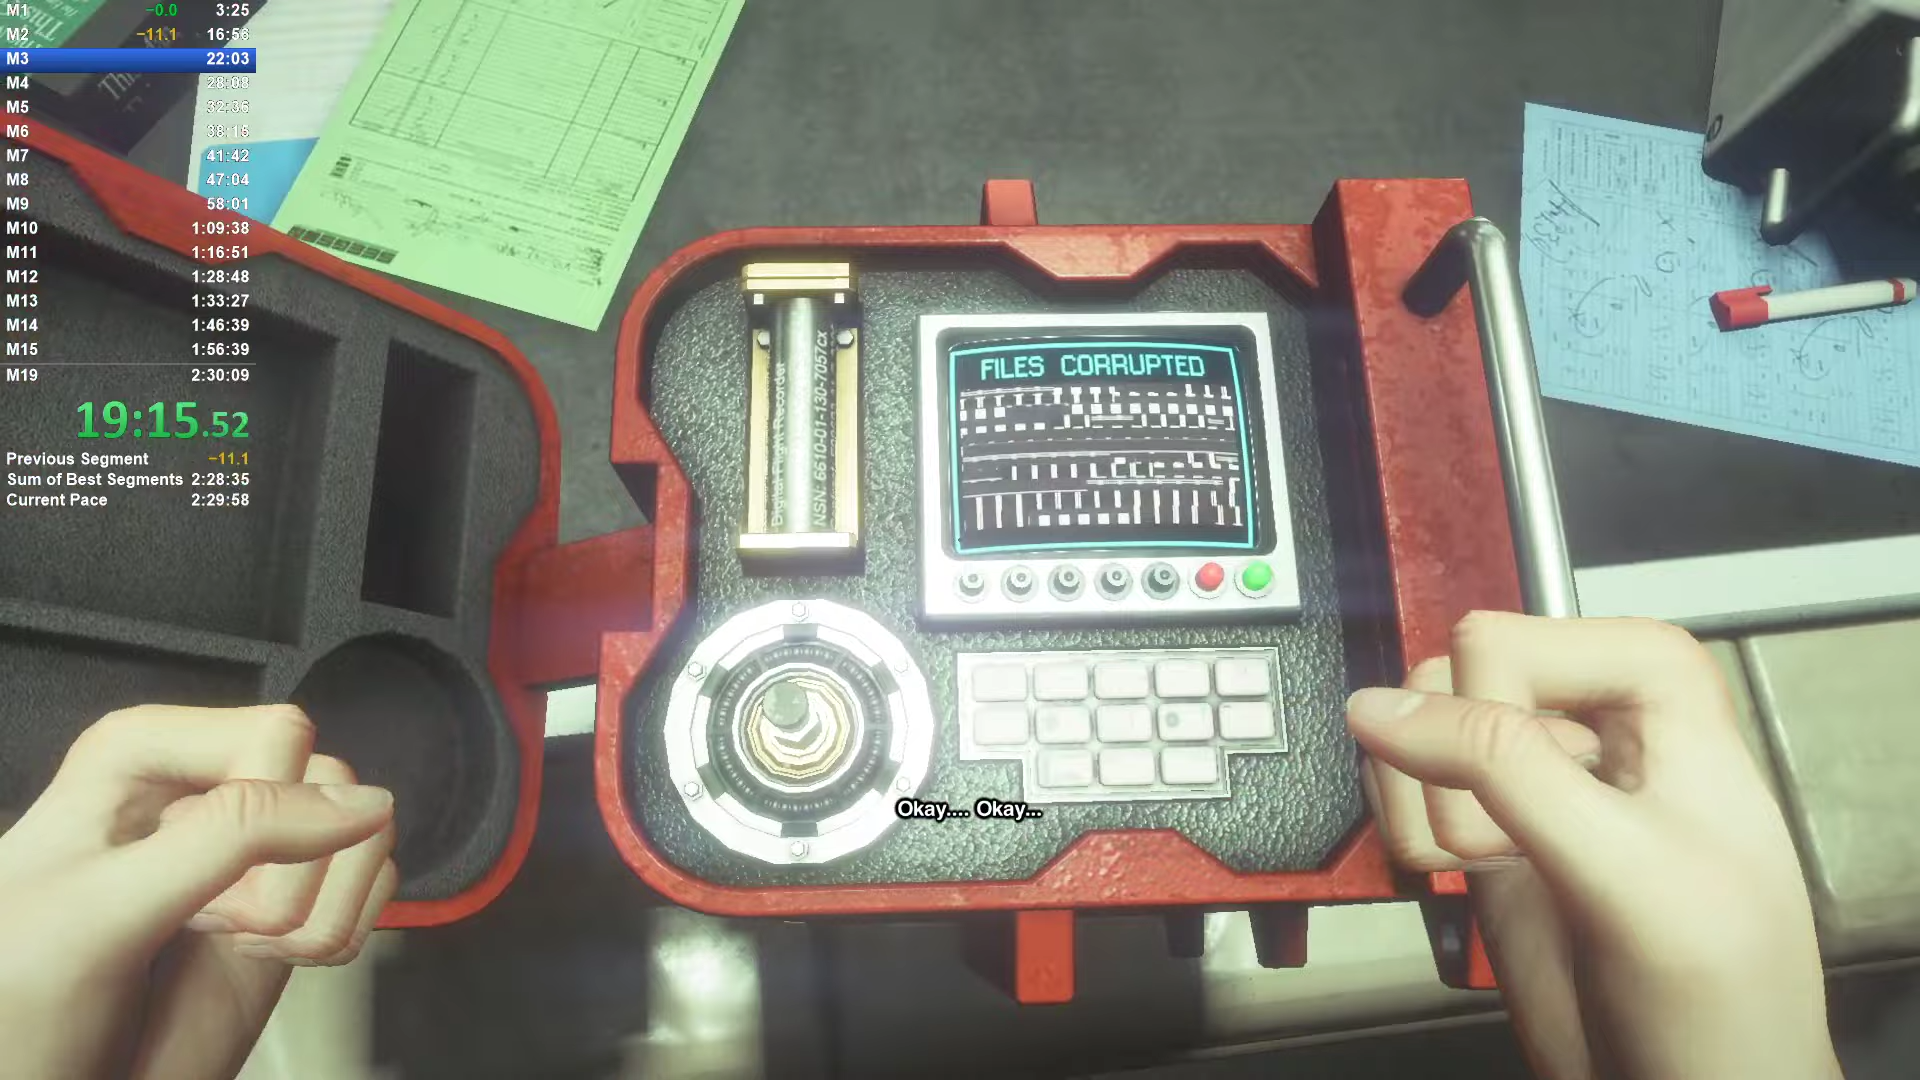 M1 −0.0 3:25
M2 −11.1 16:56
M3 22:03
M4 28:08
M5 32:36
M6 38:15
M7 41:42
M8 47:04
M9 58:01
M10 1:09:38
M11 1:16:51
M12 1:28:48
M13 1:33:27
M14 1:46:39
M15 1:56:39
M19 2:30:09
19:15.52
Previous Segment −11.1
Sum of Best Segments 2:28:35
Current Pace 2:29:58
FILES CORRUPTED
Digital Flight Recorder
NSN. 6610-01-130-7057cx
Okay.... Okay...